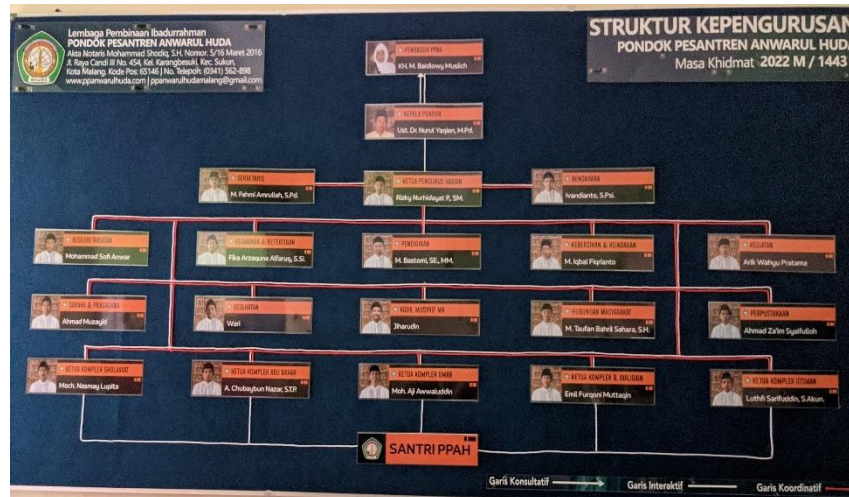 Lembaga Pembinaan Ibadurrahman
PONDOK PESANTREN ANWARUL HUDA
Akta Notaris Mohammad Shodiq, S.H. Nomor. 5/16 Maret 2016
Jl. Raya Candi III No. 454, Kel. Karangbesuki, Kec. Sukun,
Kota Malang, Kode Pos: 65146 | No. Telepon: (0341) 562-898
www.ppanwarulhuda.com | ppanwarulhudamalang@gmail.com
STRUKTUR KEPENGURUSAN
PONDOK PESANTREN ANWARUL HUDA
Masa Khidmat 2022 M / 1443
PENGASUH PPAH
KH. M. Baidlowy Muslich
KEPALA PONDOK
Ust. Dr. Nurul Yaqien, M.Pd.
SEKRETARIS
M. Fahmi Amrullah, S.Pd.
KETUA PENGURUS HARIAN
Rizky Nurhidayat P., SM.
BENDAHARA
Ivandianto, S.Psi.
KESEKRETARIATAN
Mohammad Sofi Anwar
KEAMANAN & KETERTIBAN
Fika Arzaquna Alfaruq, S.Si.
PENDIDIKAN
M. Bastomi, SE., MM.
KEBERSIHAN & KEINDAHAN
M. Iqbal Fiqrianto
KEGIATAN
Arik Wahyu Pratama
SARANA & PRASARANA
Ahmad Muzayid
KESEHATAN
Wari
KOOR. MUSYRIF MA
Jiharudin
HUBUNGAN MASYARAKAT
M. Taufan Bahril Sahara, S.H.
PERPUSTAKAAN
Ahmad Za'im Syaifulloh
KETUA KOMPLEK SHOLAWAT
Moch. Nasmay Lupita
KETUA KOMPLEK ABU BAKAR
A. Chubaybun Nazar, S.T.P.
KETUA KOMPLEK UMAR
Moh. Aji Awwaluddin
KETUA KOMPLEK B. WALIDAIN
Emil Furqoni Muttaqin
KETUA KOMPLEK UTSMAN
Luthfi Sarifuddin, S.Akun.
SANTRI PPAH
Garis Konsultatif
Garis Interaktif
Garis Koordinatif